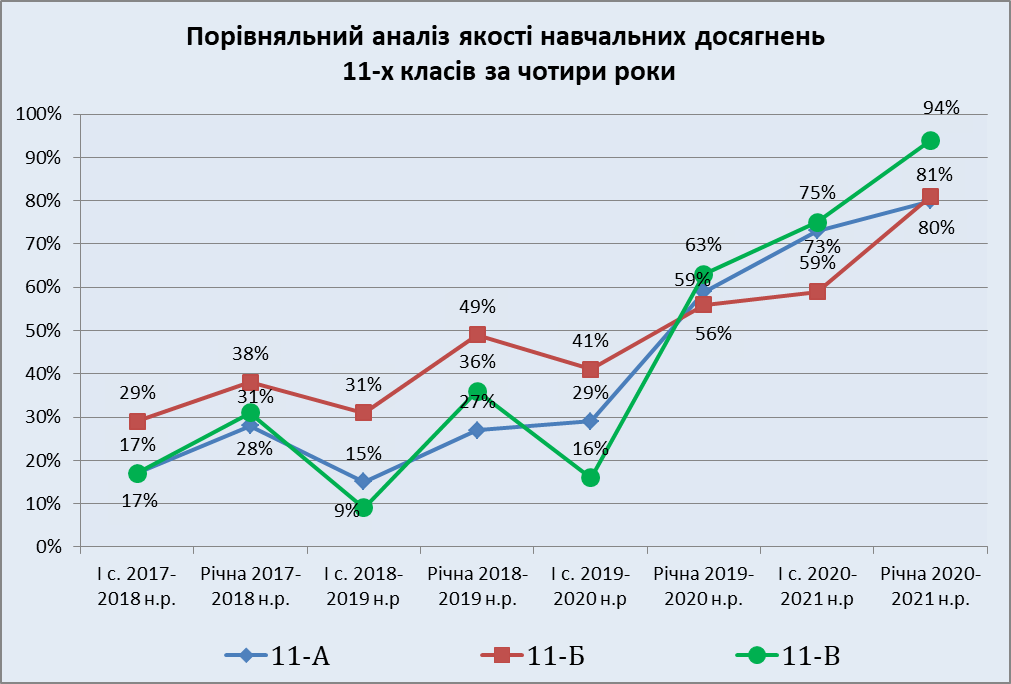 Порівняльний аналіз якості навчальних досягнень
11-х класів за чотири роки
100%
90%
80%
70%
60%
50%
40%
30%
20%
10%
0%
94%
81%
80%
75%
73%
59%
63%
59%
56%
49%
36%
27%
41%
29%
16%
38%
31%
28%
31%
15%
9%
29%
17%
17%
І с. 2017-
2018 н.р.
Річна 2017-
2018 н.р.
І с. 2018-
2019 н.р
Річна 2018-
2019 н.р.
І с. 2019-
2020 н.р
Річна 2019-
2020 н.р.
І с. 2020-
2021 н.р
Річна 2020-
2021 н.р.
11-А
11-Б
11-В